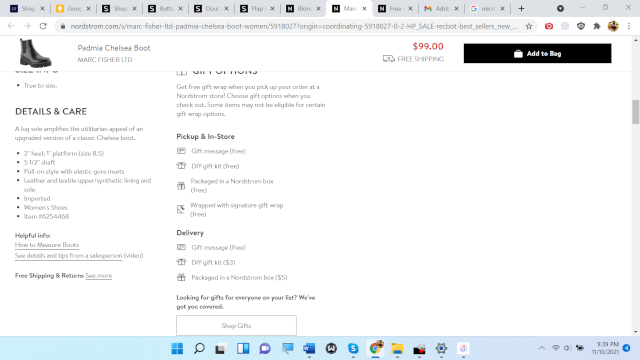 Shop
Gooc
Shop
Butto
Doul
Flap
Blon
Mar
Free
Adot
micr
nordstrom.com/s/marc-fisher-ltd-padmia-chelsea-boot-women/5918027?origin=coordinating-5918027-0-2-HP_SALE-recbot-best_sellers_new_...
Padmia Chelsea Boot
MARC FISHER LTD
$99.00
FREE SHIPPING
Add to Bag
SIZE INFO
• True to size.
DETAILS & CARE
A lug sole amplifies the utilitarian appeal of an
upgraded version of a classic Chelsea boot.
• 2" heel; 1" platform (size 8.5)
• 5 1/2" shaft
• Pull-on style with elastic gore insets
• Leather and textile upper/synthetic lining and
sole
• Imported
• Women's Shoes
• Item #6254468
Helpful info:
How to Measure Boots
See details and tips from a salesperson (video)
Free Shipping & Returns See more
GIFT OPTIONS
Get free gift wrap when you pick up your order at a
Nordstrom store! Choose gift options when you
check out. Some items may not be eligible for certain
gift wrap options.
Pickup & In-Store
Gift message (free)
DIY gift kit (free)
Packaged in a Nordstrom box
(free)
Wrapped with signature gift wrap
(free)
Delivery
Gift message (free)
DIY gift kit ($3)
Packaged in a Nordstrom box ($5)
Looking for gifts for everyone on your list? We've
got you covered.
Shop Gifts
9:39 PM
11/10/2021